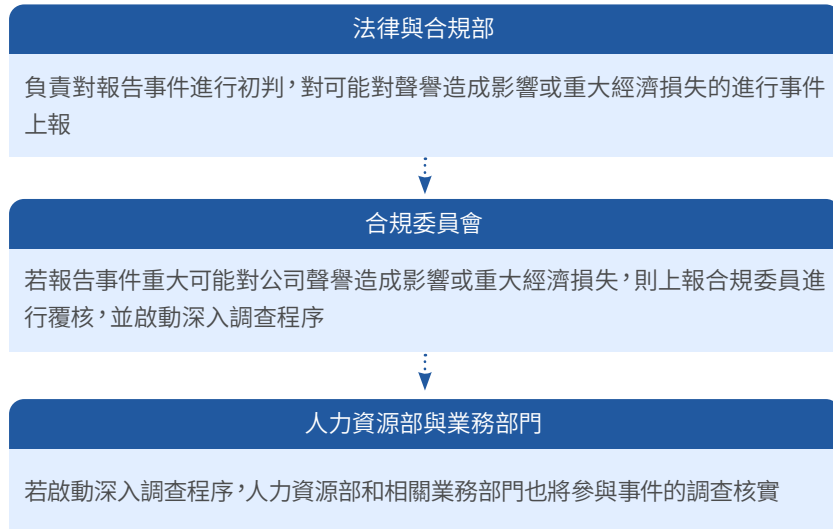 法律與合規部
負責對報告事件進行初判，對可能對聲譽造成影響或重大經濟損失的進行事件
上報
合規委員會
若報告事件重大可能對公司聲譽造成影響或重大經濟損失，則上報合規委員進
行覆核，並啟動深入調查程序
人力資源部與業務部門
若啟動深入調查程序，人力資源部和相關業務部門也將參與事件的調查核實